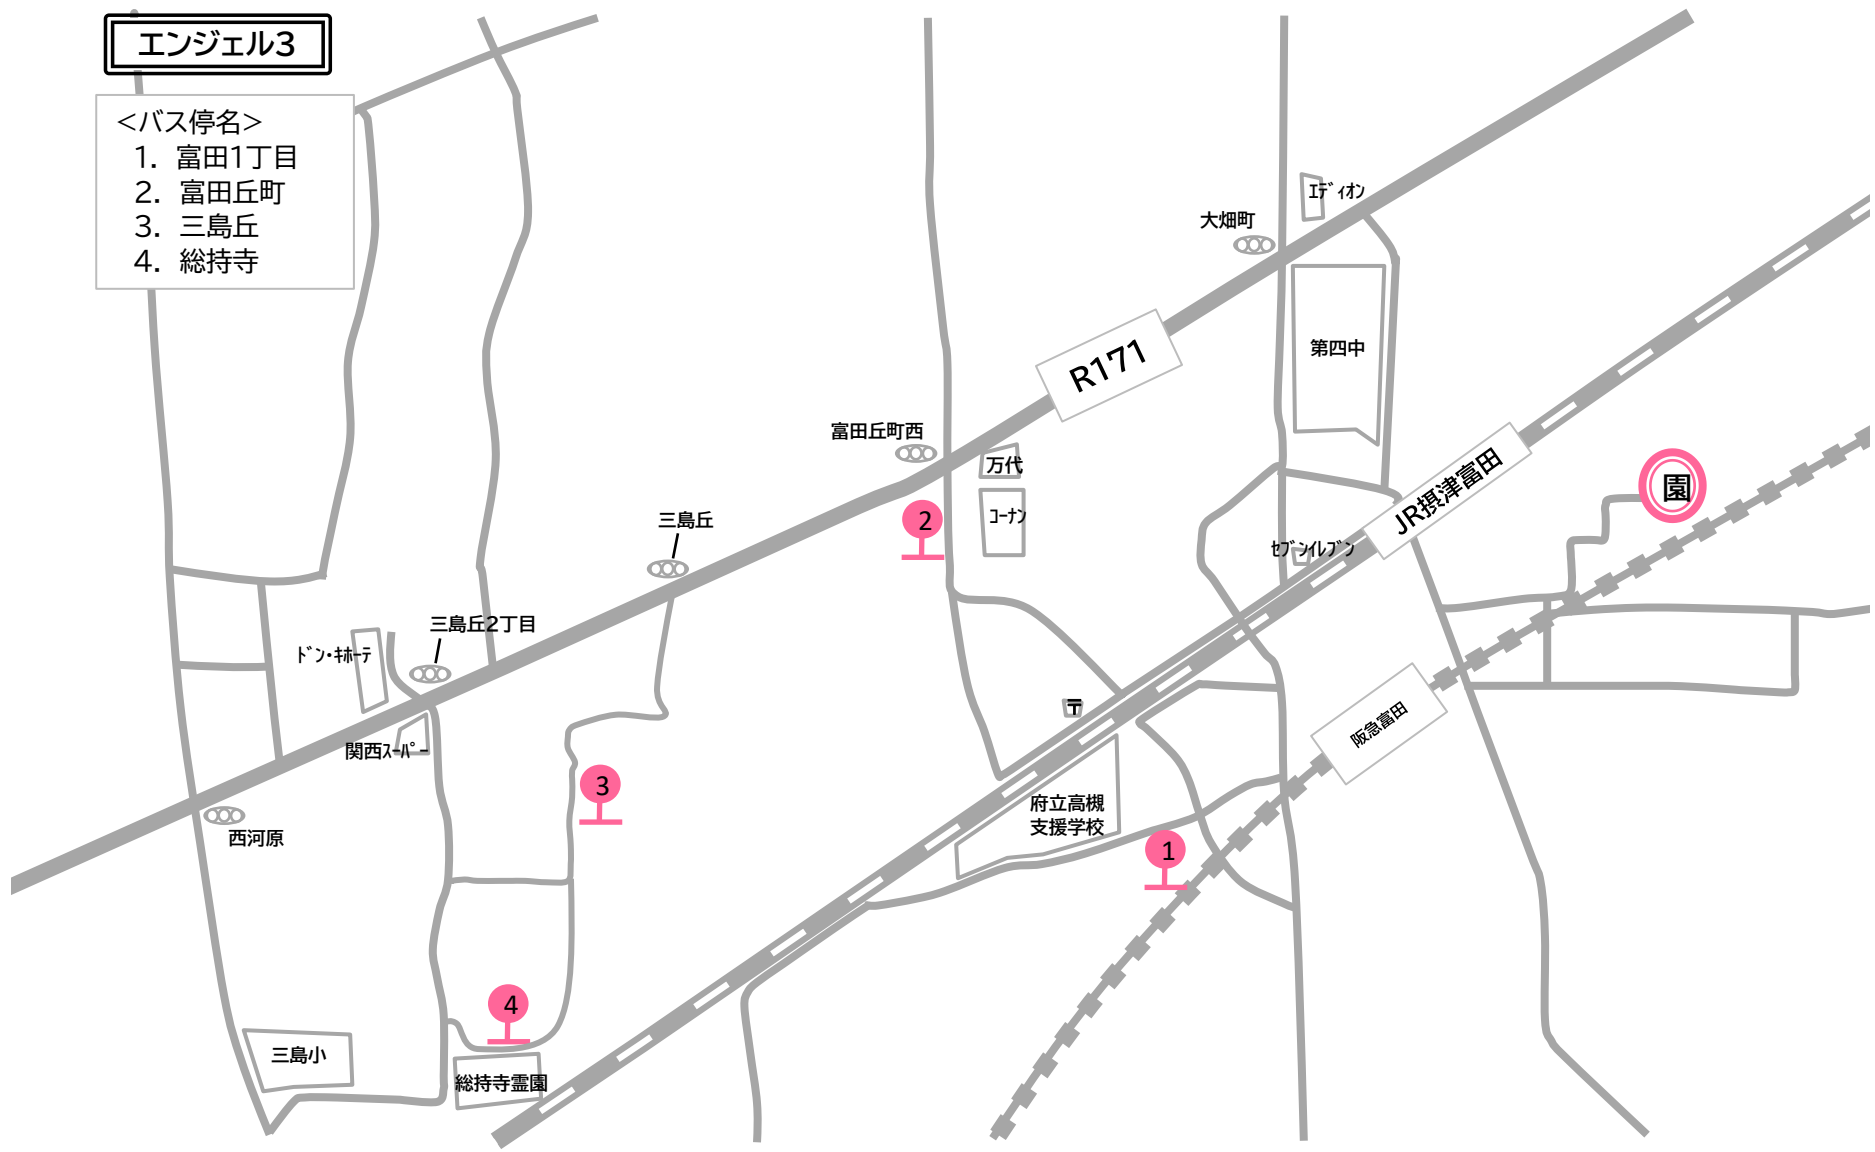 エンジェル3
<バス停名>
1. 富田1丁目
2. 富田丘町
3. 三島丘
4. 総持寺
エディオン
大畑町
R171
第四中
富田丘町西
万代
コーナン
2
三島丘
セブンイレブン
JR摂津富田
園
三島丘2丁目
ドン・キホーテ
関西スーパー
〒
阪急富田
3
府立高槻
支援学校
1
西河原
4
三島小
総持寺霊園